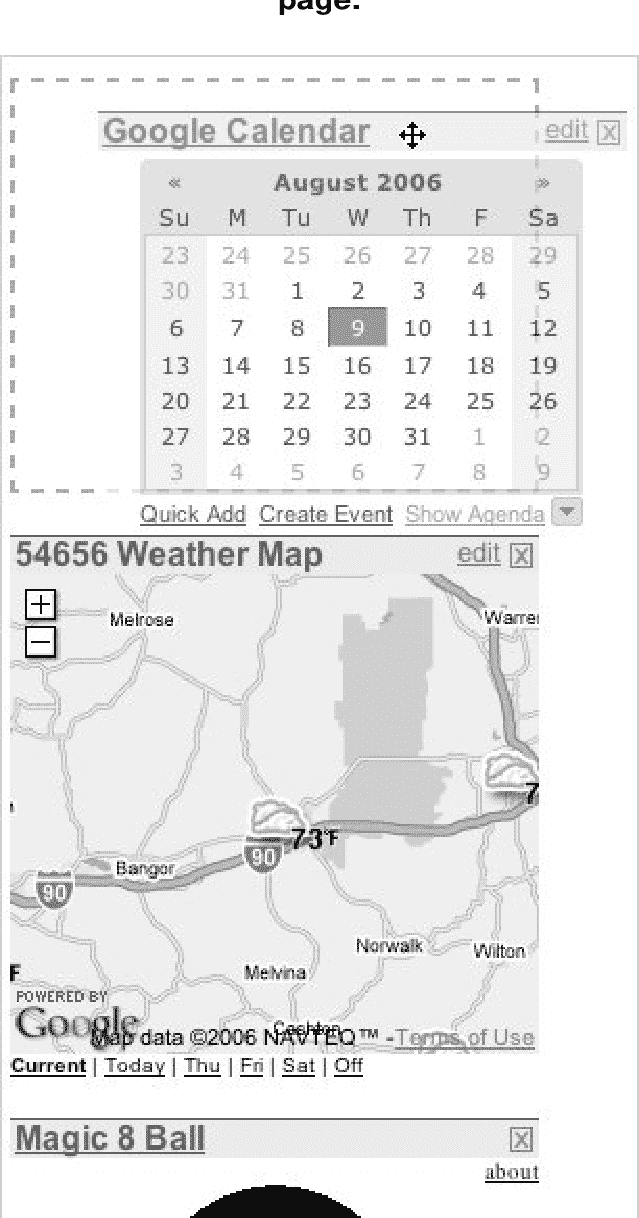 page.
Google Calendar edit X
« August 2006 »
Su M Tu W Th F Sa
23 24 25 26 27 28 29
30 31 1 2 3 4 5
6 7 8 9 10 11 12
13 14 15 16 17 18 19
20 21 22 23 24 25 26
27 28 29 30 31 1 2
3 4 5 6 7 8 9
Quick Add Create Event Show Agenda
54656 Weather Map edit X
+
Melrose Warre
−
7
73°F
90
Bangor
90
Norwalk Wilton
F Melvina
POWERED BY
Google
Cashton
Map data ©2006 NAVTEQ™ - Terms of Use
Current | Today | Thu | Fri | Sat | Off
Magic 8 Ball X
about